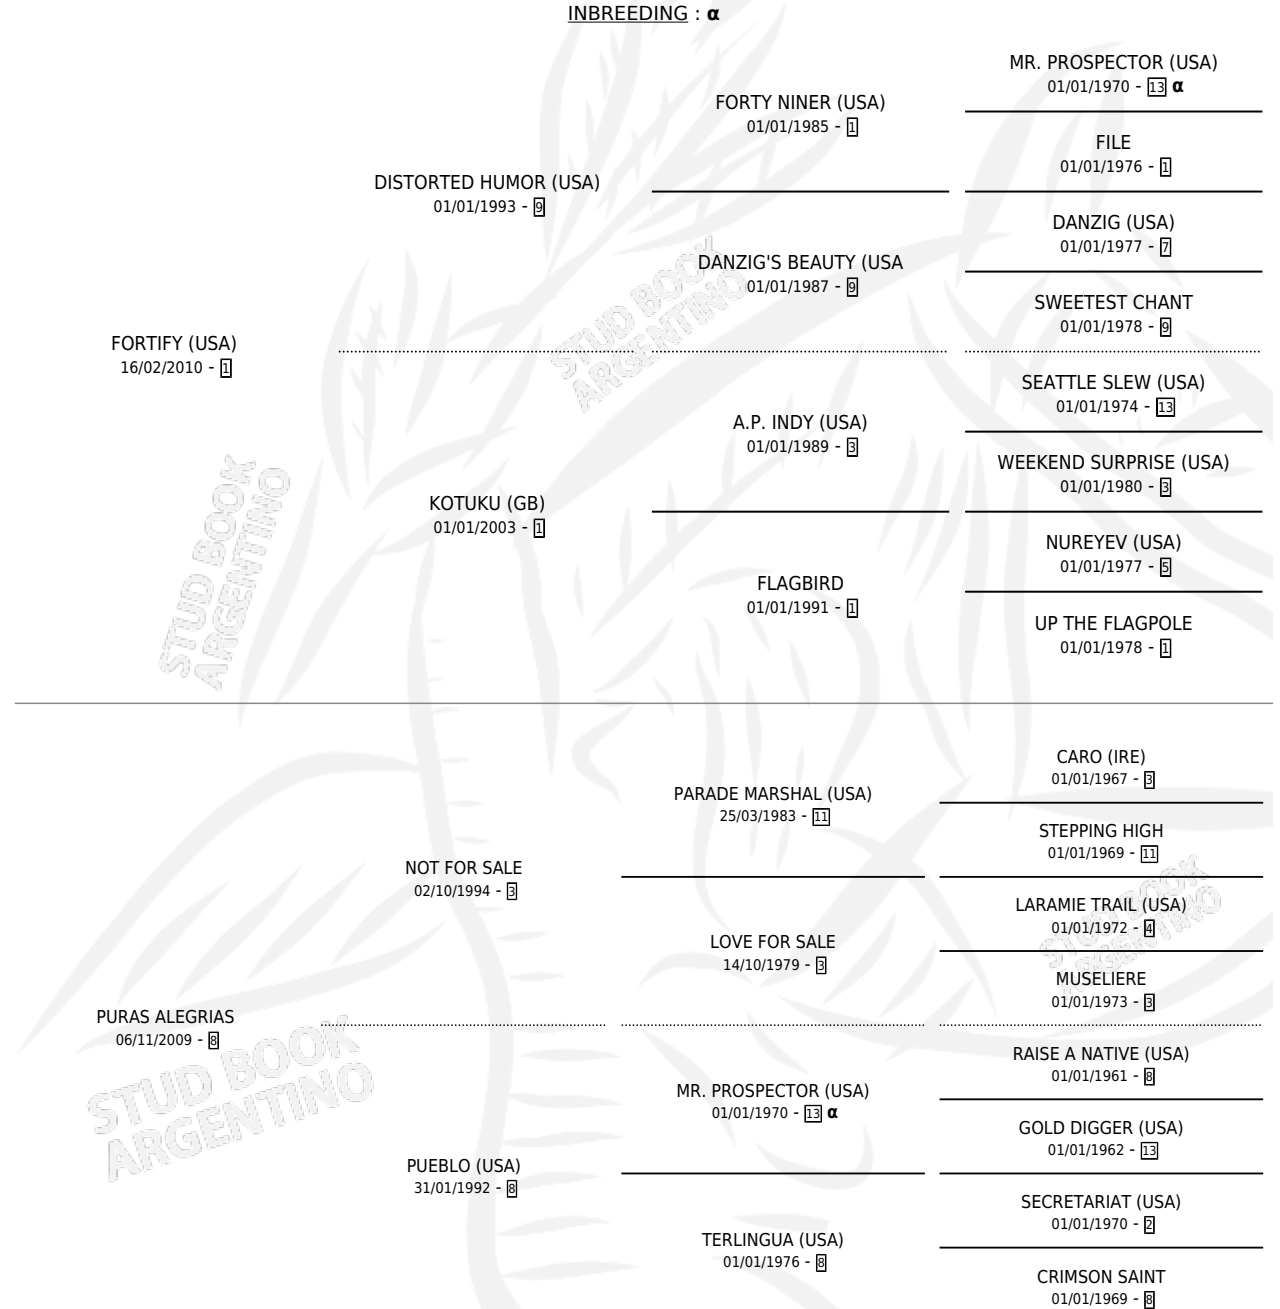 INBREEDING : α
MR. PROSPECTOR (USA)
01/01/1970 - 13 α
FORTY NINER (USA)
01/01/1985 - 1
FILE
01/01/1976 - 1
DISTORTED HUMOR (USA)
01/01/1993 - 9
DANZIG (USA)
01/01/1977 - 7
DANZIG'S BEAUTY (USA
01/01/1987 - 9
SWEETEST CHANT
01/01/1978 - 9
FORTIFY (USA)
16/02/2010 - 1
SEATTLE SLEW (USA)
01/01/1974 - 13
A.P. INDY (USA)
01/01/1989 - 3
WEEKEND SURPRISE (USA)
01/01/1980 - 3
KOTUKU (GB)
01/01/2003 - 1
NUREYEV (USA)
01/01/1977 - 5
FLAGBIRD
01/01/1991 - 1
UP THE FLAGPOLE
01/01/1978 - 1
CARO (IRE)
01/01/1967 - 3
PARADE MARSHAL (USA)
25/03/1983 - 11
STEPPING HIGH
01/01/1969 - 11
NOT FOR SALE
02/10/1994 - 3
LARAMIE TRAIL (USA)
01/01/1972 - 4
LOVE FOR SALE
14/10/1979 - 3
MUSELIERE
01/01/1973 - 3
PURAS ALEGRIAS
06/11/2009 - 8
RAISE A NATIVE (USA)
01/01/1961 - 8
MR. PROSPECTOR (USA)
01/01/1970 - 13 α
GOLD DIGGER (USA)
01/01/1962 - 13
PUEBLO (USA)
31/01/1992 - 8
SECRETARIAT (USA)
01/01/1970 - 2
TERLINGUA (USA)
01/01/1976 - 8
CRIMSON SAINT
01/01/1969 - 8
STUD BOOK
ARGENTINO
STUD BOOK
ARGENTINO
STUD BOOK
ARGENTINO
STUD BOOK
ARGENTINO